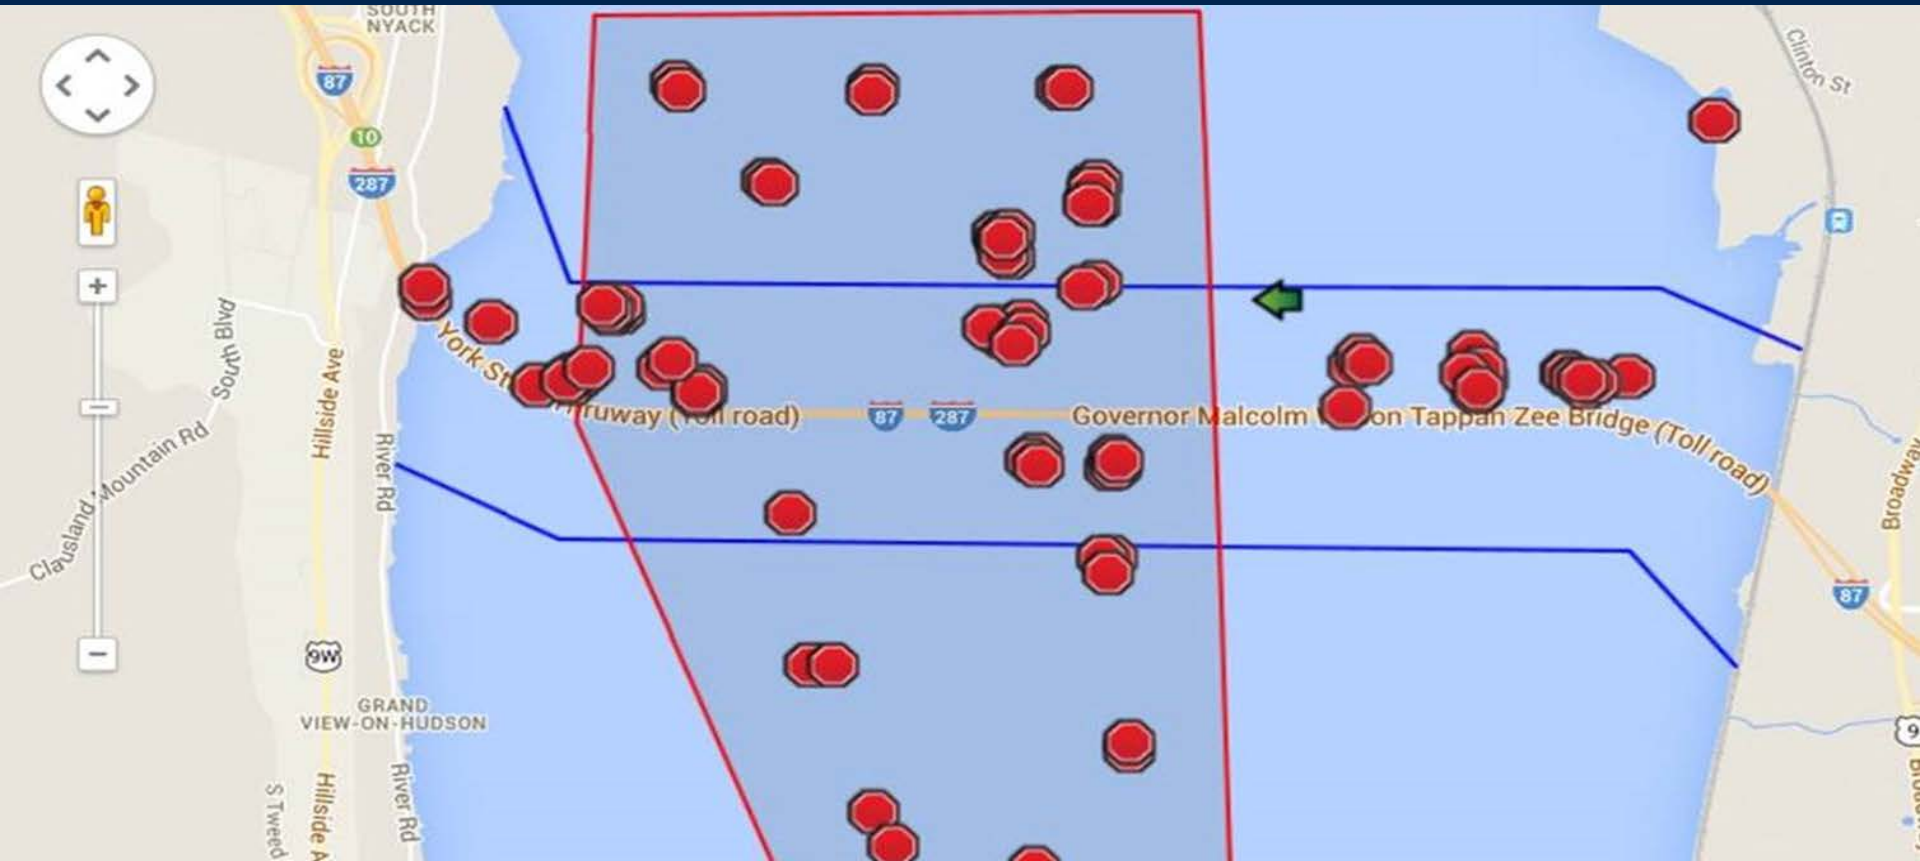 SOUTH
NYACK
87
10
287
Clinton St
South Blvd
Hillside Ave
River Rd
Clausland Mountain Rd
York St
ruway (Toll road)
87
287
Governor Malcolm
on Tappan Zee Bridge (Toll road)
Broadway
87
9W
GRAND
VIEW-ON-HUDSON
9
S Tweed
Hillside A
River Rd